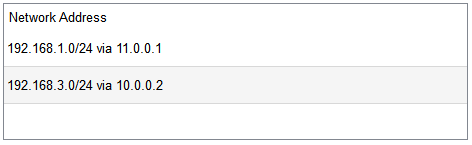 Network Address
192.168.1.0/24 via 11.0.0.1
192.168.3.0/24 via 10.0.0.2